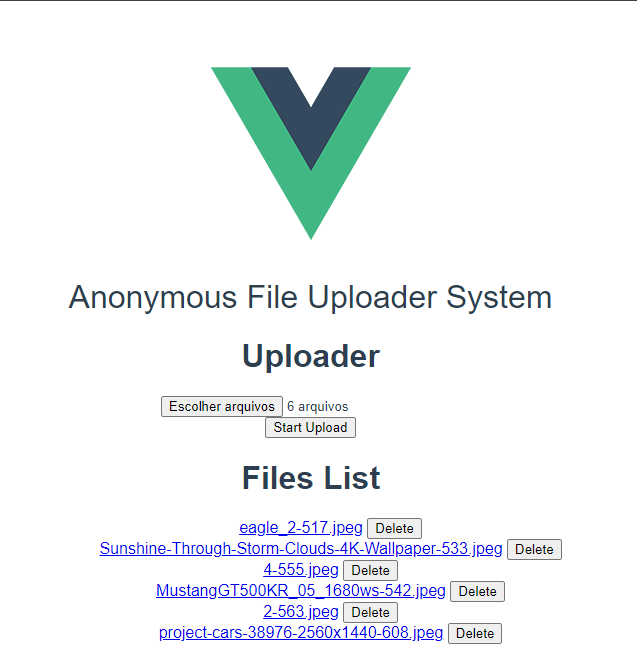 Anonymous File Uploader System
Uploader
Escolher arquivos 6 arquivos
Start Upload
Files List
eagle_2-517.jpeg Delete
Sunshine-Through-Storm-Clouds-4K-Wallpaper-533.jpeg Delete
4-555.jpeg Delete
MustangGT500KR_05_1680ws-542.jpeg Delete
2-563.jpeg Delete
project-cars-38976-2560x1440-608.jpeg Delete